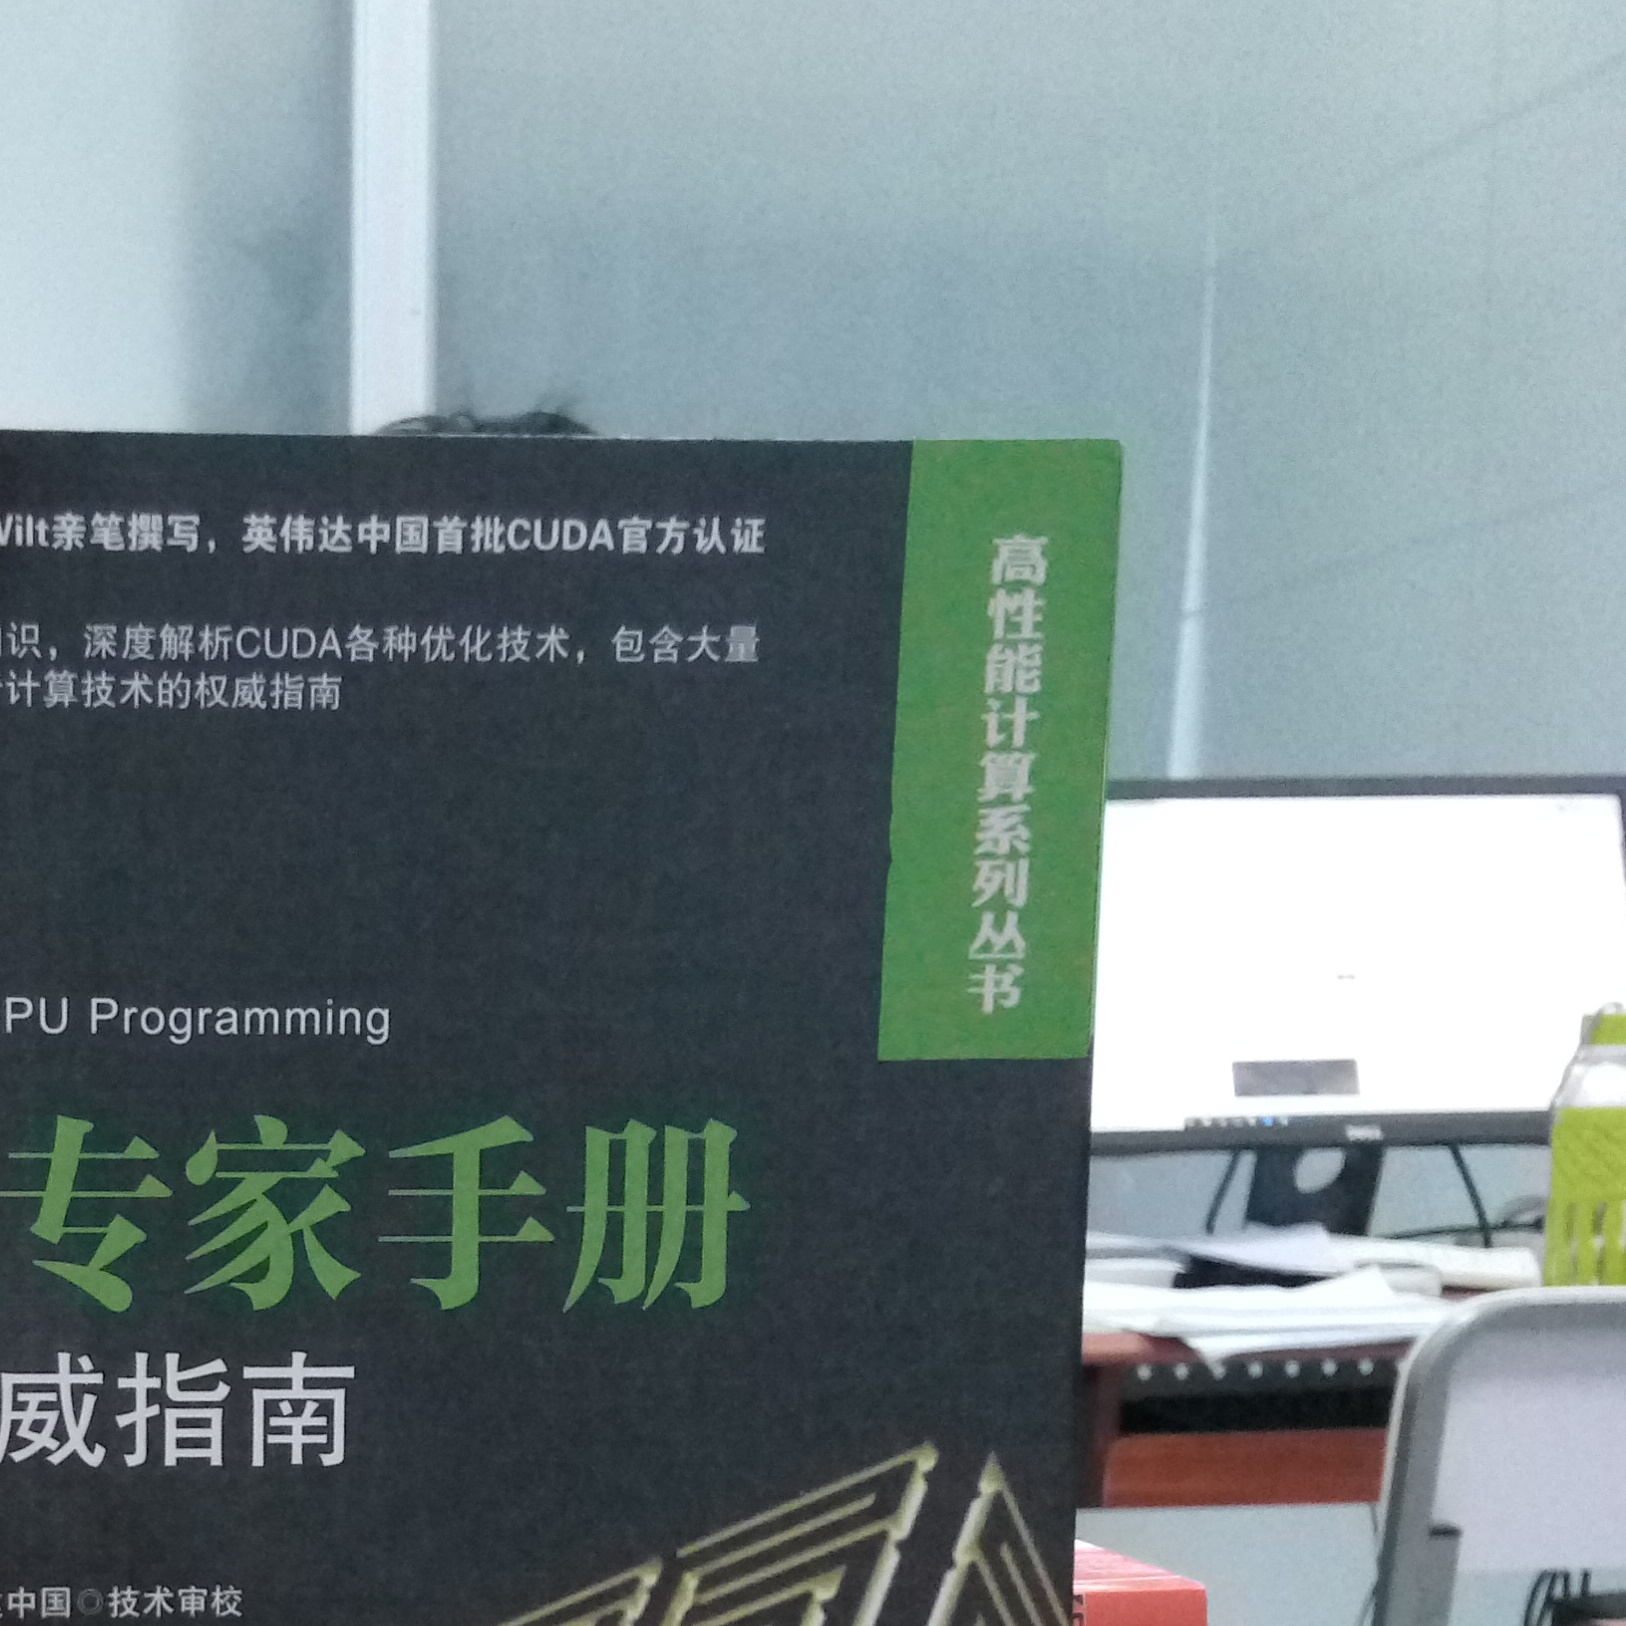 Wilt亲笔撰写，英伟达中国首批CUDA官方认证
识，深度解析CUDA各种优化技术，包含大量
计算技术的权威指南
高性能计算系列丛书
PU Programming
专家手册
威指南
中国◎技术审校